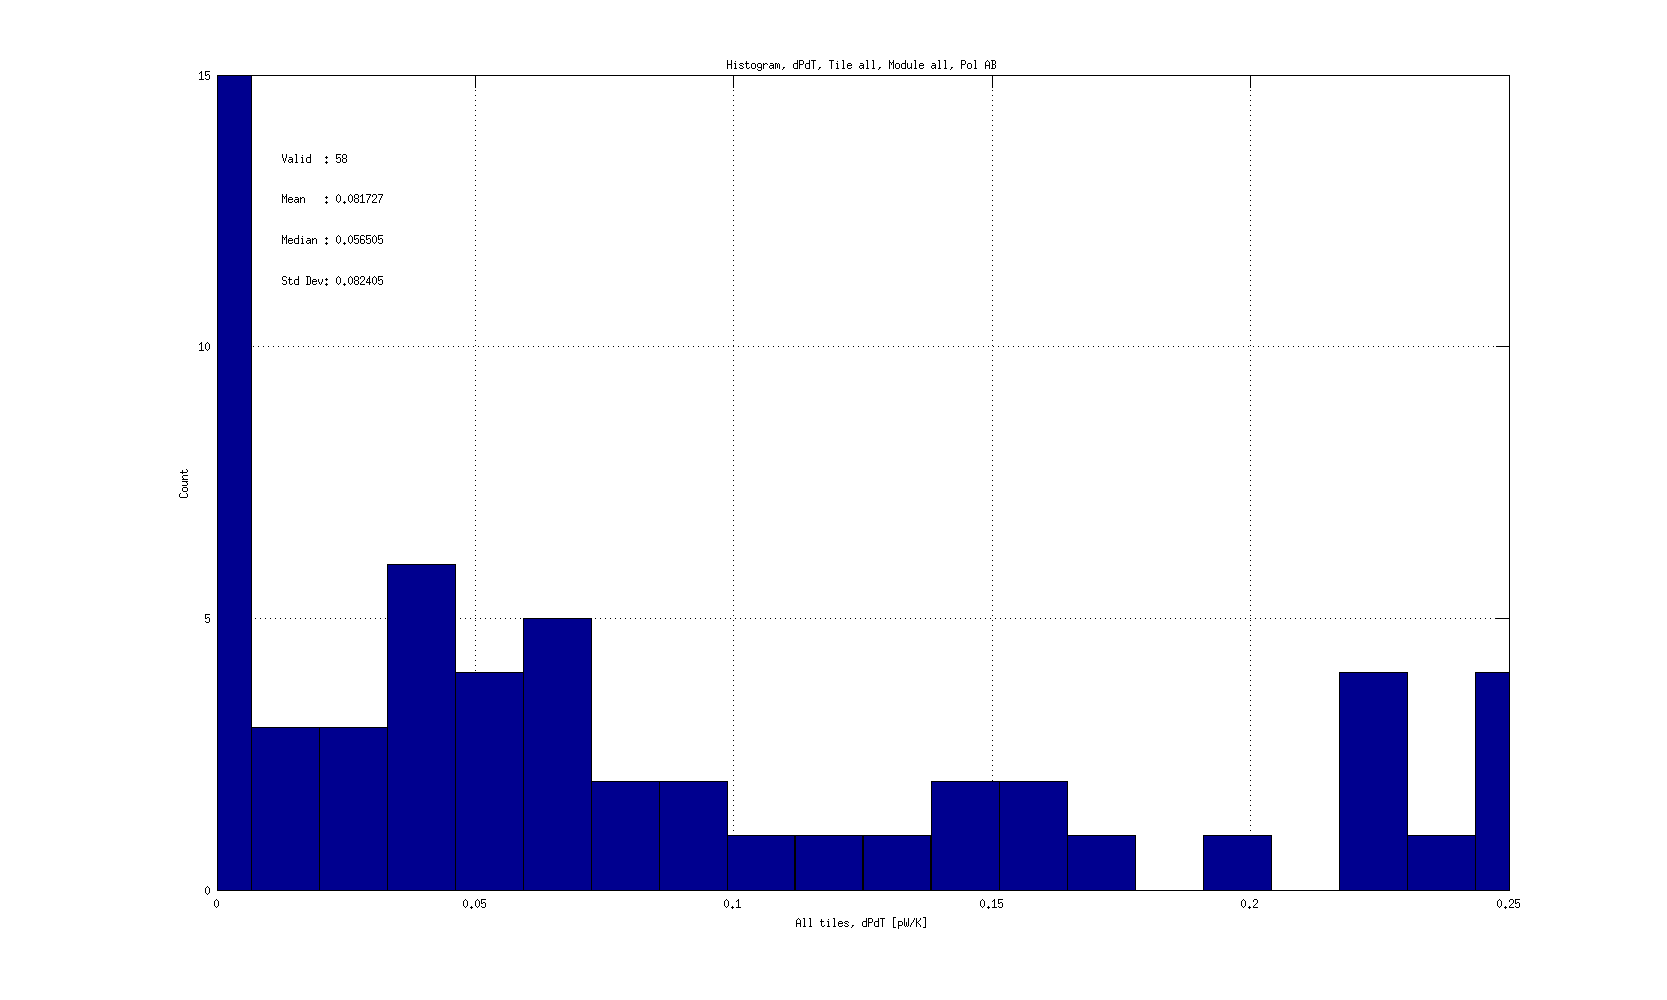 Histogram, dPdT, Tile all, Module all, Pol AB
15
Valid : 58
Mean : 0.081727
Median : 0.056505
Std Dev: 0.082405
10
Count
5
0
0 0.05 0.1 0.15 0.2 0.25
All tiles, dPdT [pW/K]